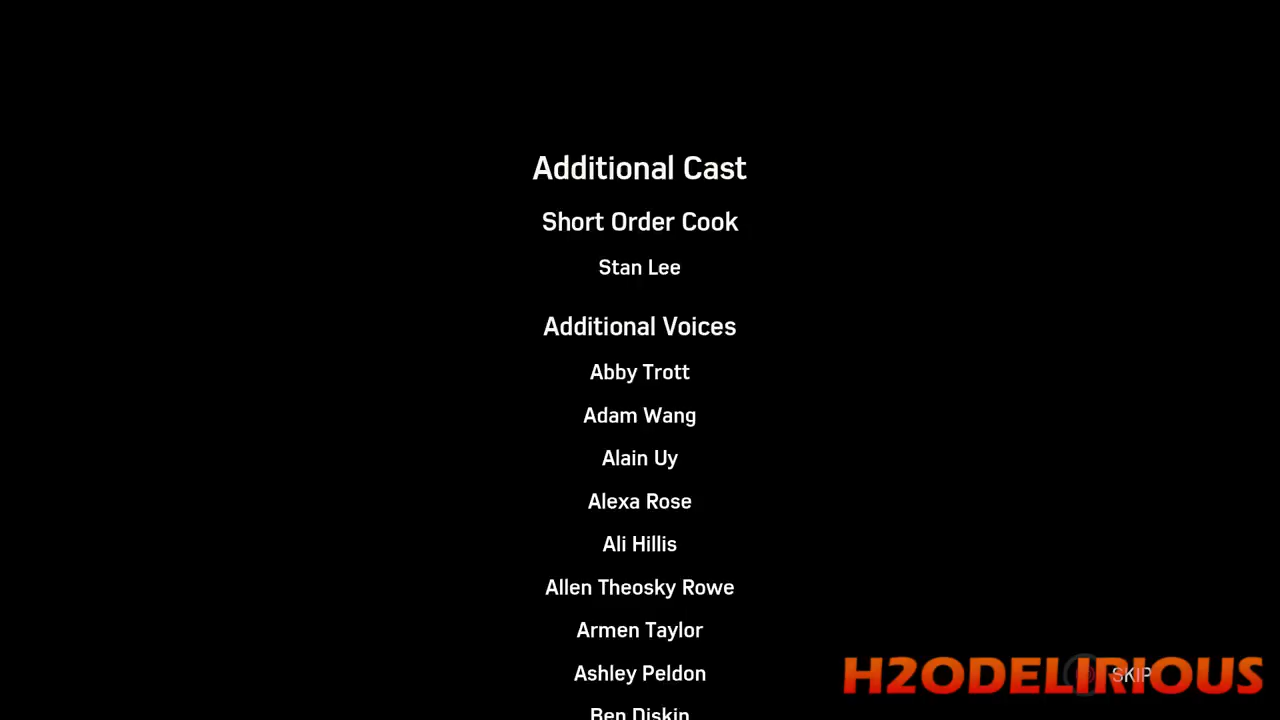 Additional Cast
Short Order Cook
Stan Lee
Additional Voices
Abby Trott
Adam Wang
Alain Uy
Alexa Rose
Ali Hillis
Allen Theosky Rowe
Armen Taylor
Ashley Peldon
Ben Diskin
H2ODELIRIOUS
SKIP